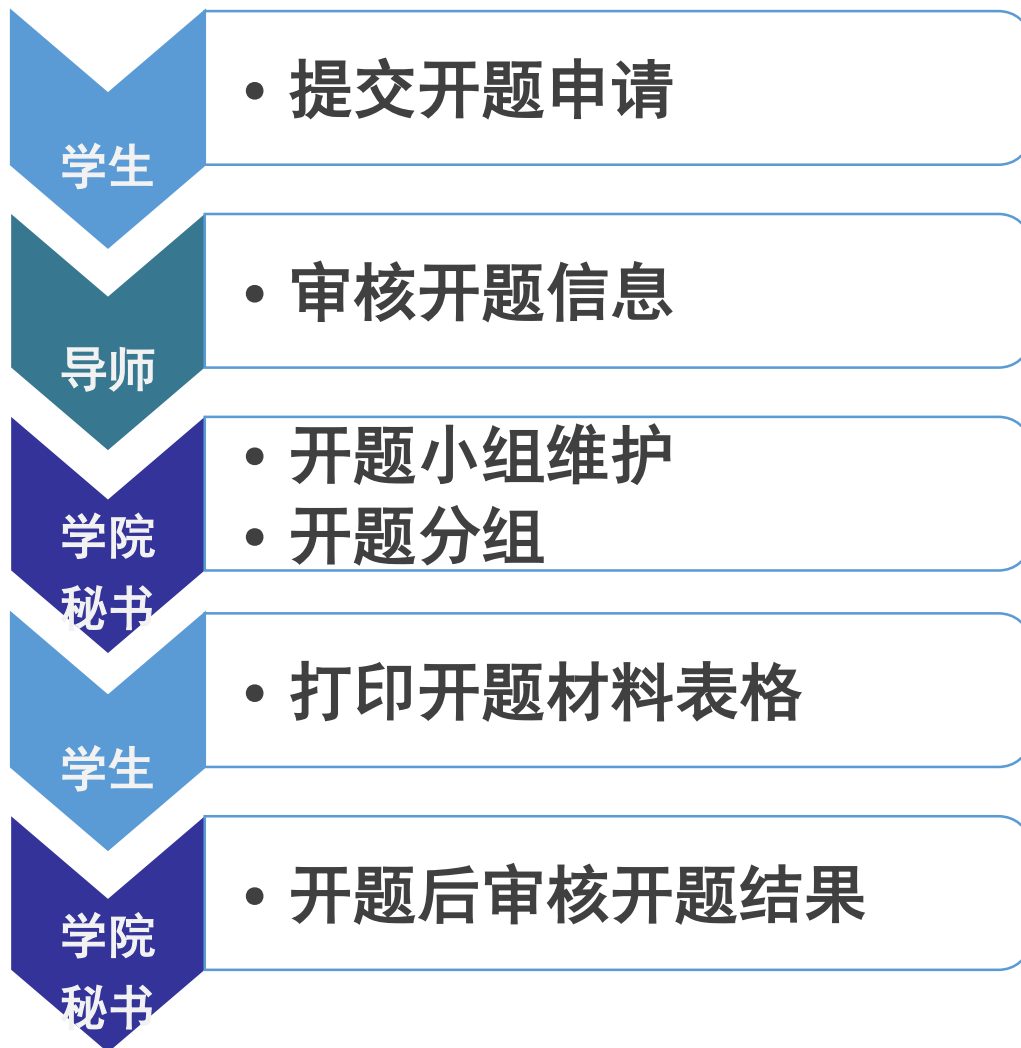 学生
• 提交开题申请
导师
• 审核开题信息
学院
秘书
• 开题小组维护
• 开题分组
学生
• 打印开题材料表格
学院
秘书
• 开题后审核开题结果